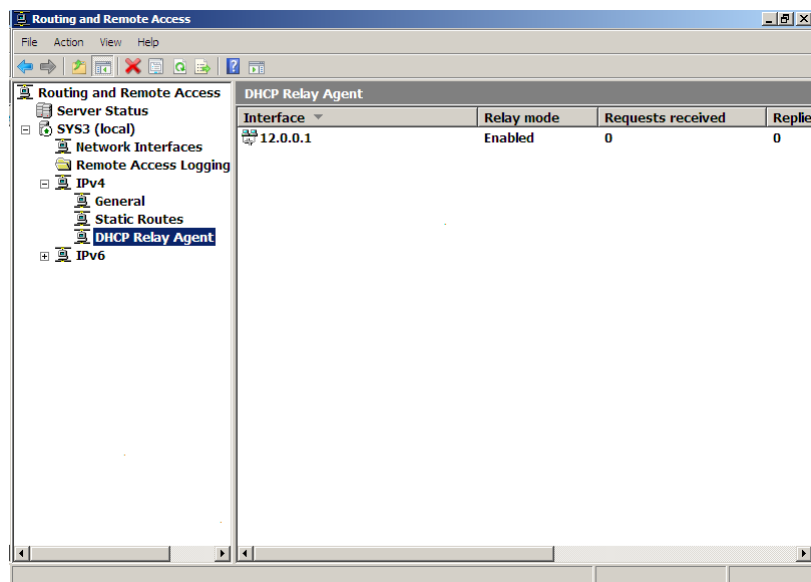 Routing and Remote Access
File Action View Help
Routing and Remote Access
Server Status
SYS3 (local)
Network Interfaces
Remote Access Logging
IPv4
General
Static Routes
DHCP Relay Agent
IPv6
DHCP Relay Agent
Interface Relay mode Requests received Replie
12.0.0.1 Enabled 0 0